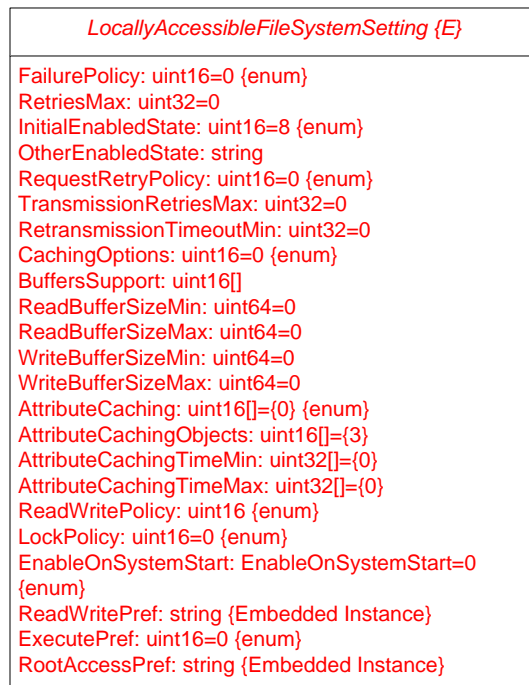 LocallyAccessibleFileSystemSetting {E}
FailurePolicy: uint16=0 {enum}
RetriesMax: uint32=0
InitialEnabledState: uint16=8 {enum}
OtherEnabledState: string
RequestRetryPolicy: uint16=0 {enum}
TransmissionRetriesMax: uint32=0
RetransmissionTimeoutMin: uint32=0
CachingOptions: uint16=0 {enum}
BuffersSupport: uint16[]
ReadBufferSizeMin: uint64=0
ReadBufferSizeMax: uint64=0
WriteBufferSizeMin: uint64=0
WriteBufferSizeMax: uint64=0
AttributeCaching: uint16[]={0} {enum}
AttributeCachingObjects: uint16[]={3}
AttributeCachingTimeMin: uint32[]={0}
AttributeCachingTimeMax: uint32[]={0}
ReadWritePolicy: uint16 {enum}
LockPolicy: uint16=0 {enum}
EnableOnSystemStart: EnableOnSystemStart=0
{enum}
ReadWritePref: string {Embedded Instance}
ExecutePref: uint16=0 {enum}
RootAccessPref: string {Embedded Instance}